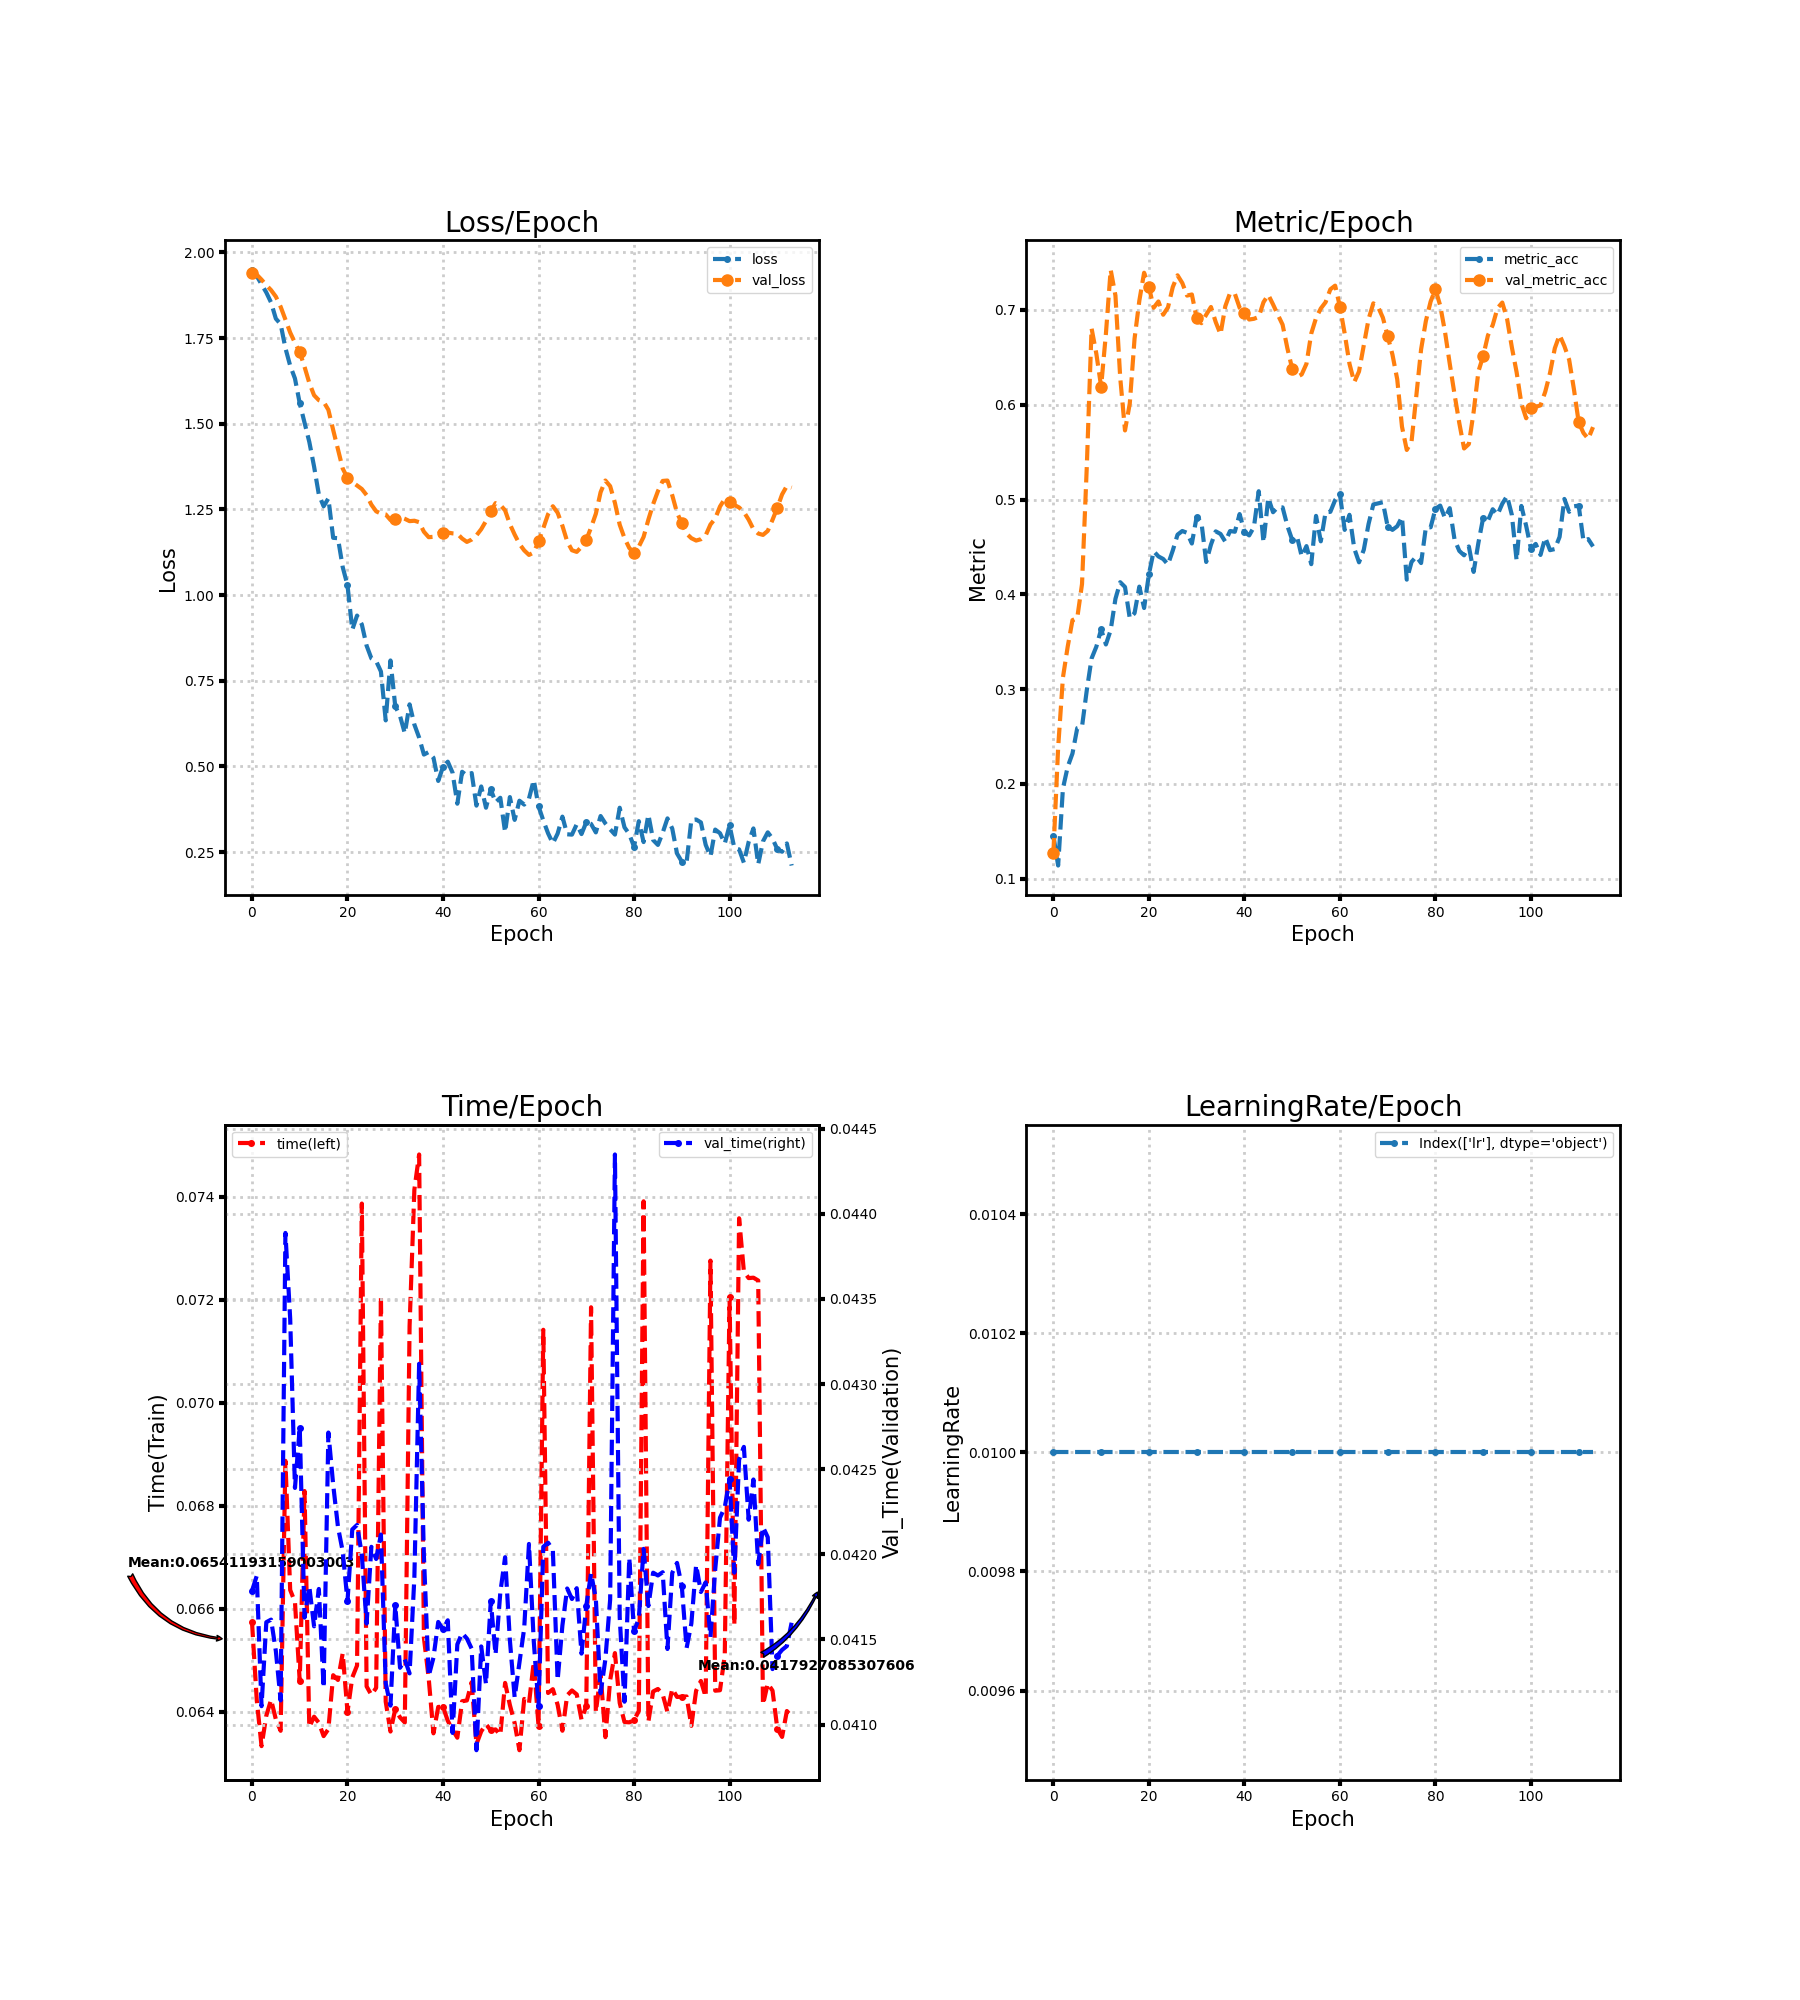 Loss/Epoch
2.00
1.75
1.50
1.25
1.00
0.75
0.50
0.25
Loss
0 20 40 60 80 100
Epoch
loss
val_loss
Metric/Epoch
0.7
0.6
0.5
0.4
0.3
0.2
0.1
Metric
0 20 40 60 80 100
Epoch
metric_acc
val_metric_acc
Time/Epoch
0.074
0.072
0.070
0.068
0.066
0.064
Time(Train)
time(left)
val_time(right)
Mean:0.06541193159003003
Mean:0.0417927085307606
0.0445
0.0440
0.0435
0.0430
0.0425
0.0420
0.0415
0.0410
Val_Time(Validation)
0 20 40 60 80 100
Epoch
LearningRate/Epoch
0.0104
0.0102
0.0100
0.0098
0.0096
LearningRate
Index(['lr'], dtype='object')
0 20 40 60 80 100
Epoch